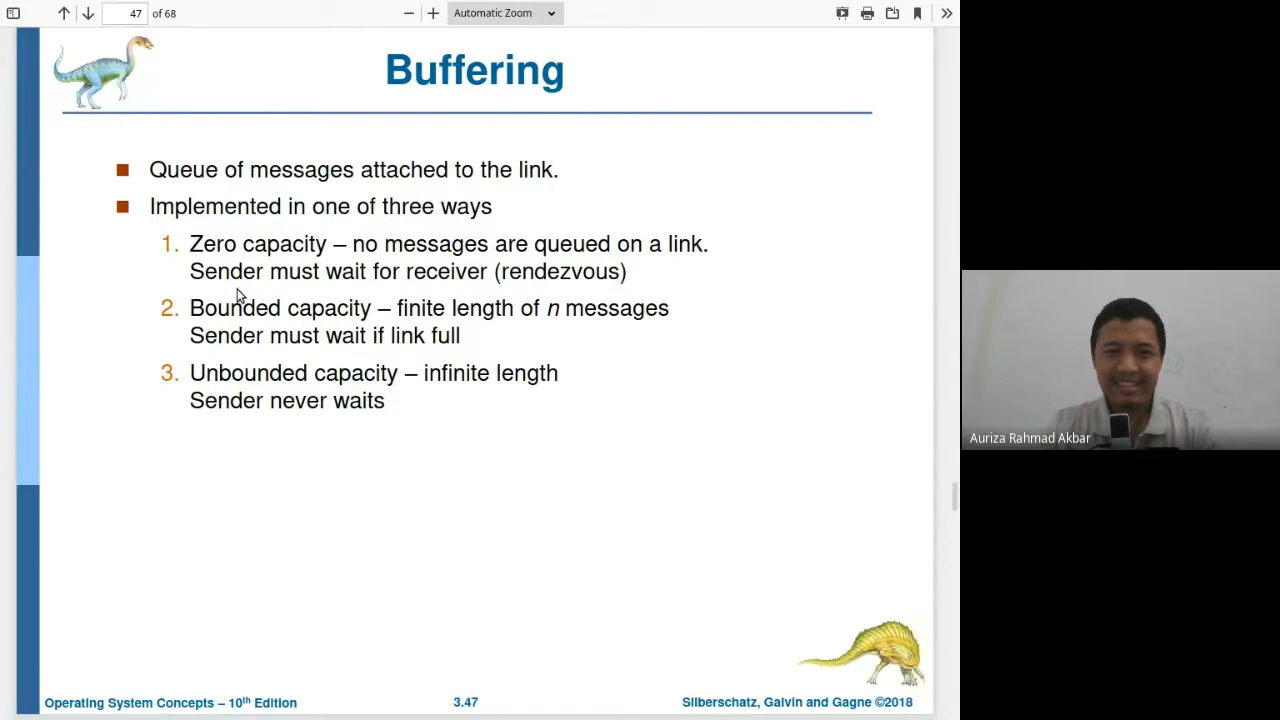 47 of 68
Automatic Zoom
Buffering
Queue of messages attached to the link.
Implemented in one of three ways
1. Zero capacity – no messages are queued on a link.
Sender must wait for receiver (rendezvous)
2. Bounded capacity – finite length of n messages
Sender must wait if link full
3. Unbounded capacity – infinite length
Sender never waits
Auriza Rahmad Akbar
Operating System Concepts – 10th Edition
3.47
Silberschatz, Galvin and Gagne ©2018